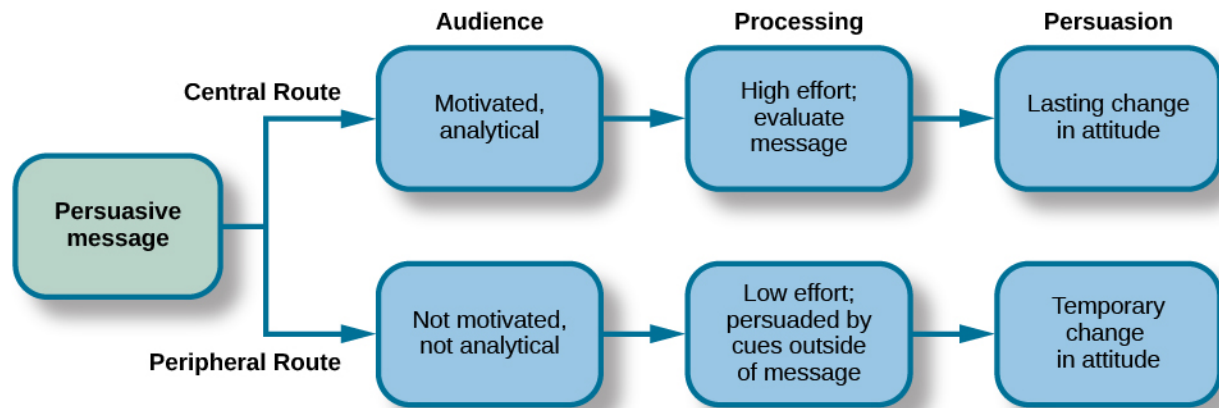 Audience
Processing
Persuasion
Central Route
Motivated,
analytical
High effort;
evaluate
message
Lasting change
in attitude
Persuasive
message
Peripheral Route
Not motivated,
not analytical
Low effort;
persuaded by
cues outside
of message
Temporary
change
in attitude